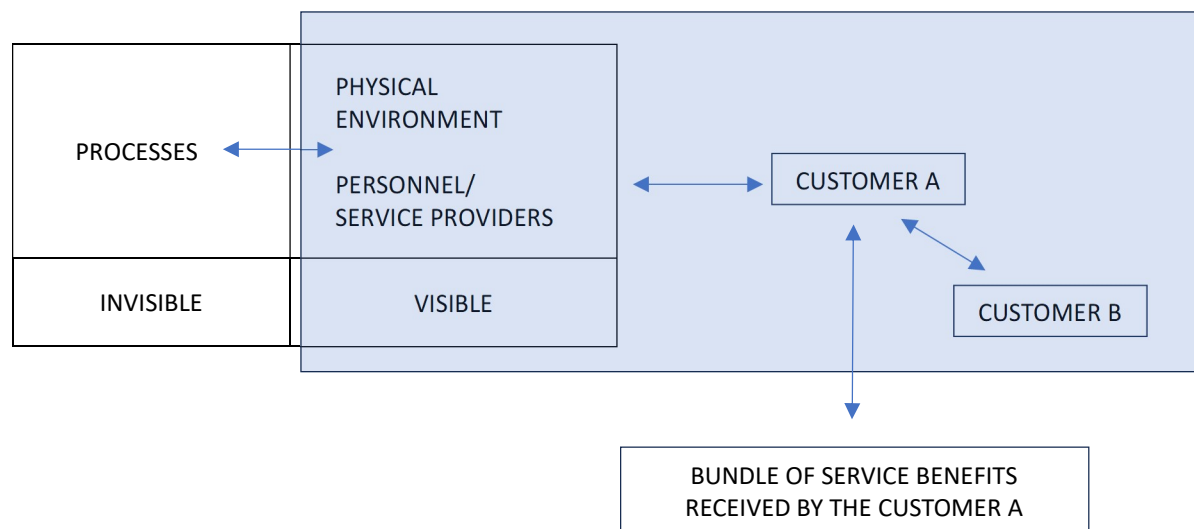 PHYSICAL
ENVIRONMENT
PROCESSES
PERSONNEL/
SERVICE PROVIDERS
CUSTOMER A
INVISIBLE
VISIBLE
CUSTOMER B
BUNDLE OF SERVICE BENEFITS
RECEIVED BY THE CUSTOMER A